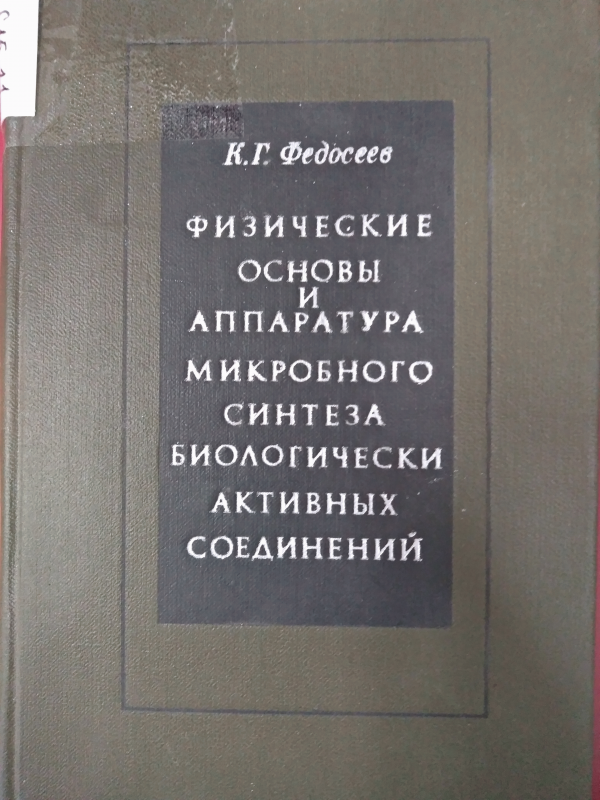 К. Г. Федосеев
ФИЗИЧЕСКИЕ
ОСНОВЫ
И
АППАРАТУРА
МИКРОБНОГО
СИНТЕЗА
БИОЛОГИЧЕСКИ
АКТИВНЫХ
СОЕДИНЕНИЙ